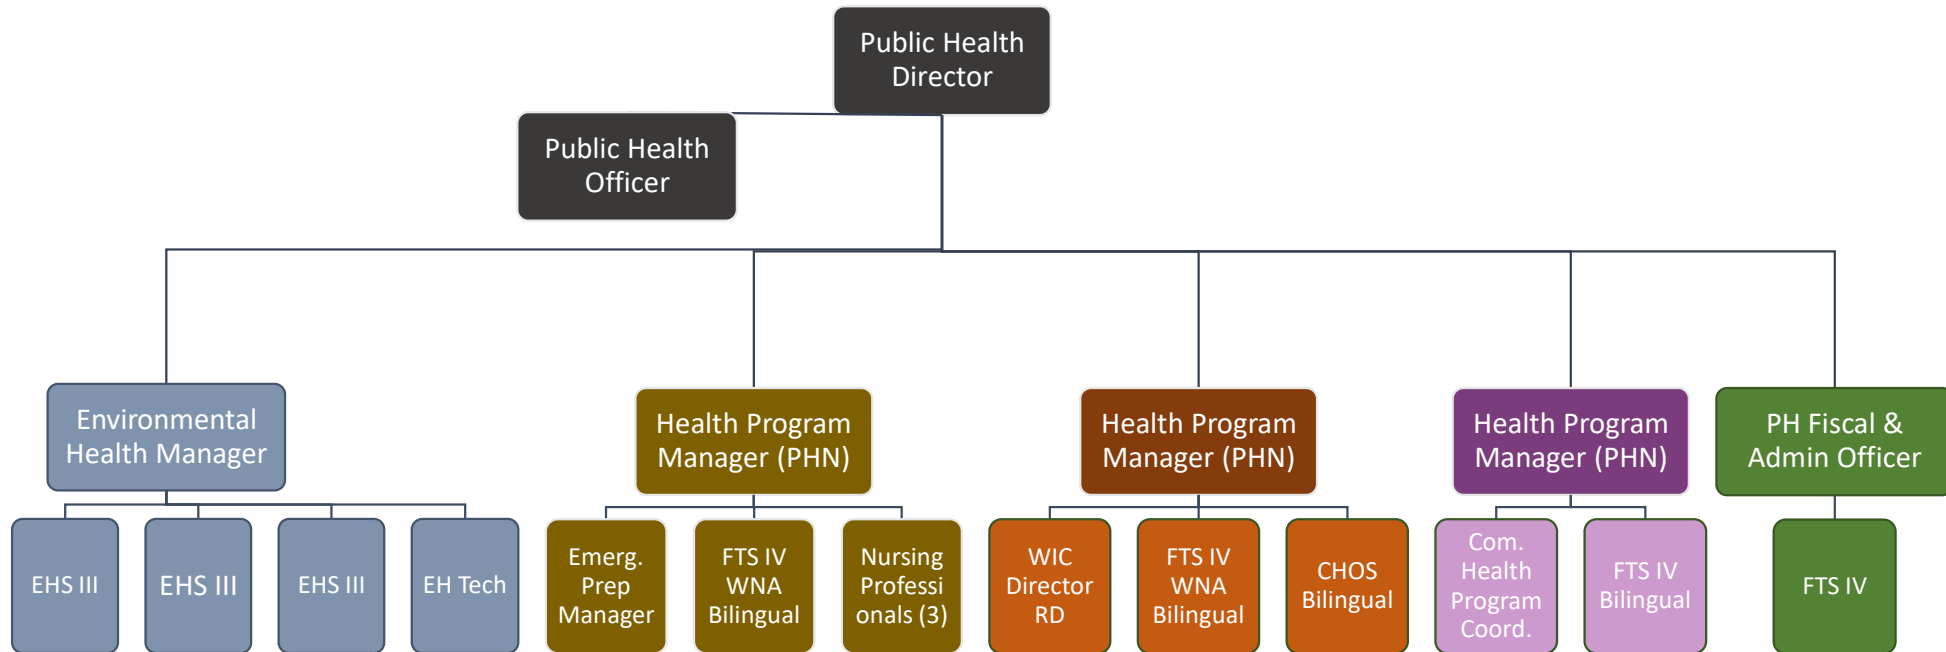 Public Health
Director
Public Health
Officer
Environmental
Health Manager
Health Program
Manager (PHN)
Health Program
Manager (PHN)
Health Program
Manager (PHN)
PH Fiscal &
Admin Officer
EHS III
EHS III
EHS III
EH Tech
Emerg.
Prep
Manager
FTS IV
WNA
Bilingual
Nursing
Professi
onals (3)
WIC
Director
RD
FTS IV
WNA
Bilingual
CHOS
Bilingual
Com.
Health
Program
Coord.
FTS IV
Bilingual
FTS IV